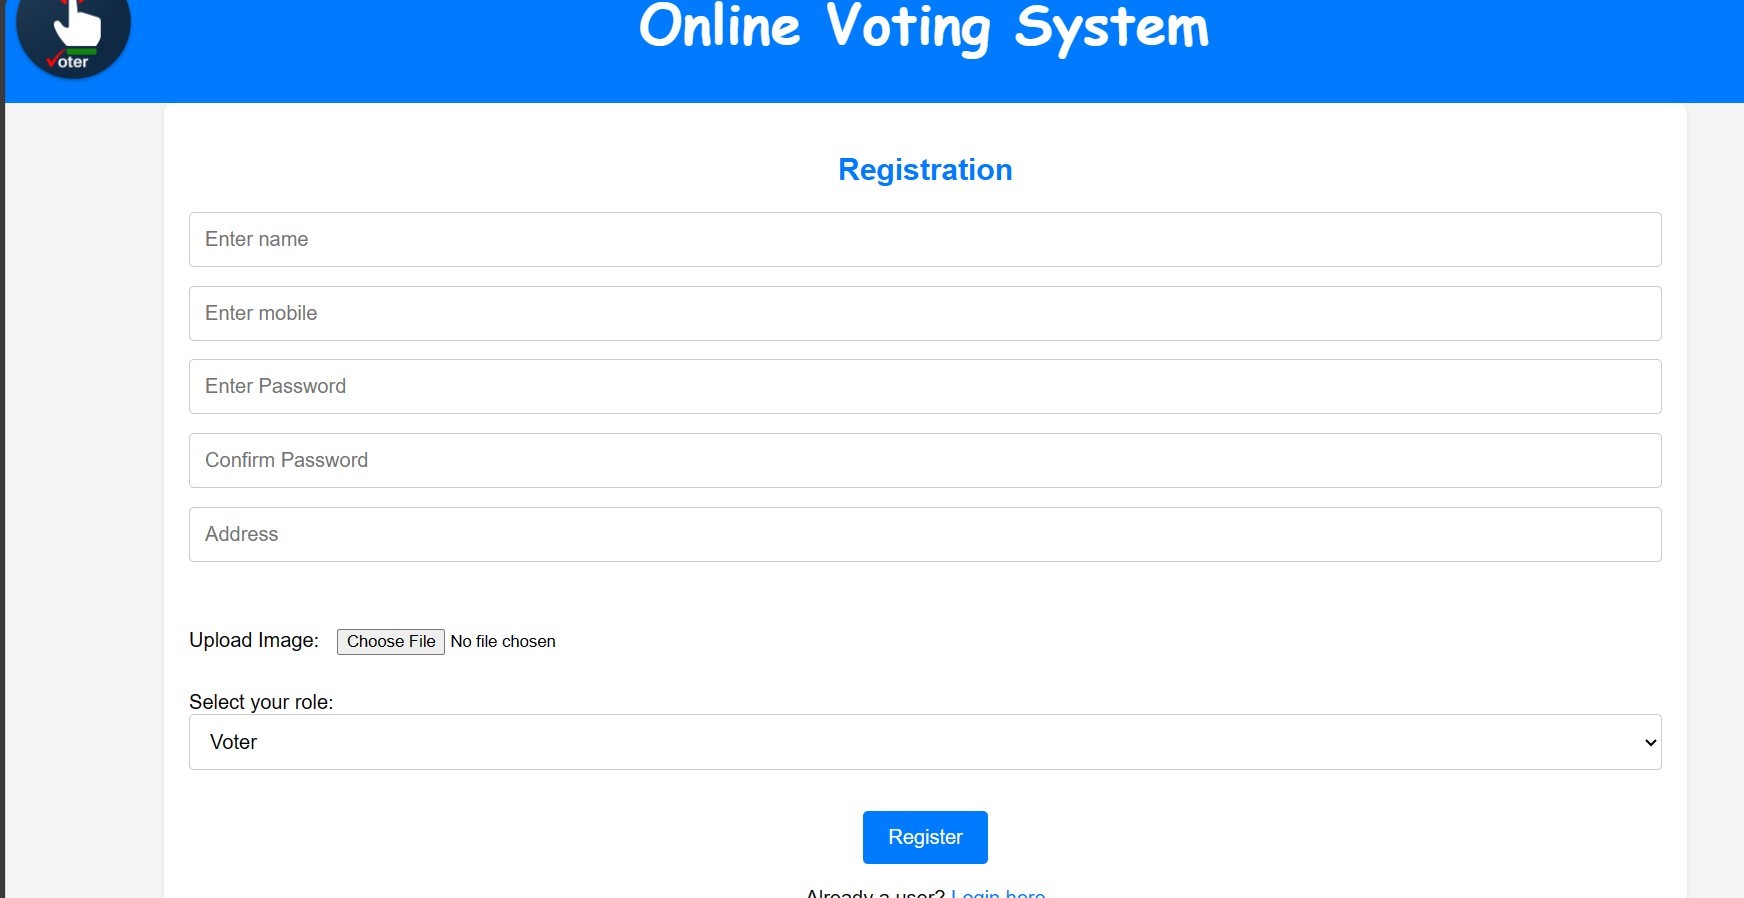 Online Voting System
✓oter
Registration
Enter name
Enter mobile
Enter Password
Confirm Password
Address
Upload Image: Choose File No file chosen
Select your role:
Voter
Register
Already a user? Login here